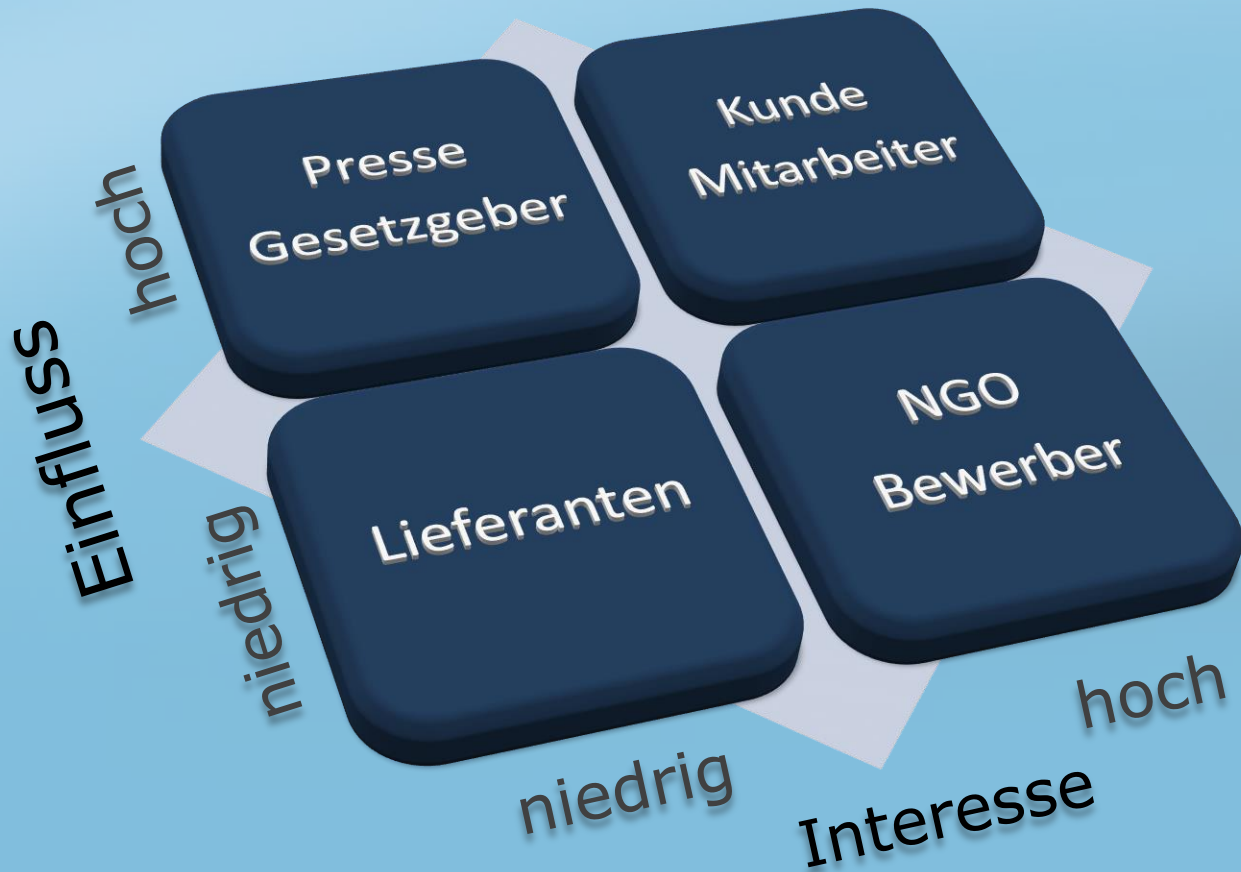 Kunde
Mitarbeiter
Presse
Gesetzgeber
hoch
Einfluss
niedrig
Lieferanten
NGO
Bewerber
niedrig
Interesse
hoch